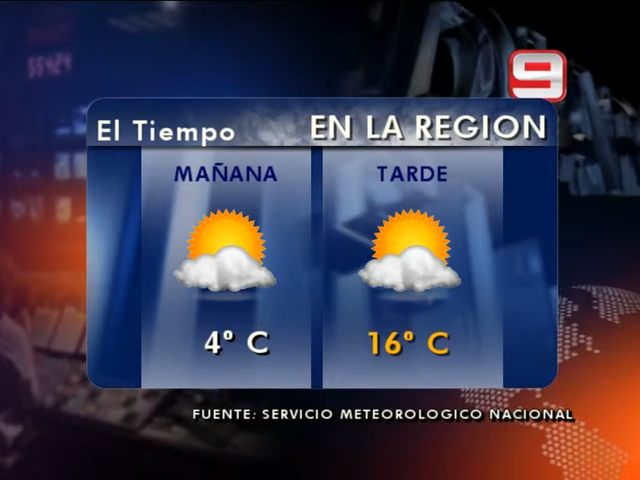 9
El Tiempo
EN LA REGION
MAÑANA
TARDE
4º C
16º C
FUENTE: SERVICIO METEOROLOGICO NACIONAL